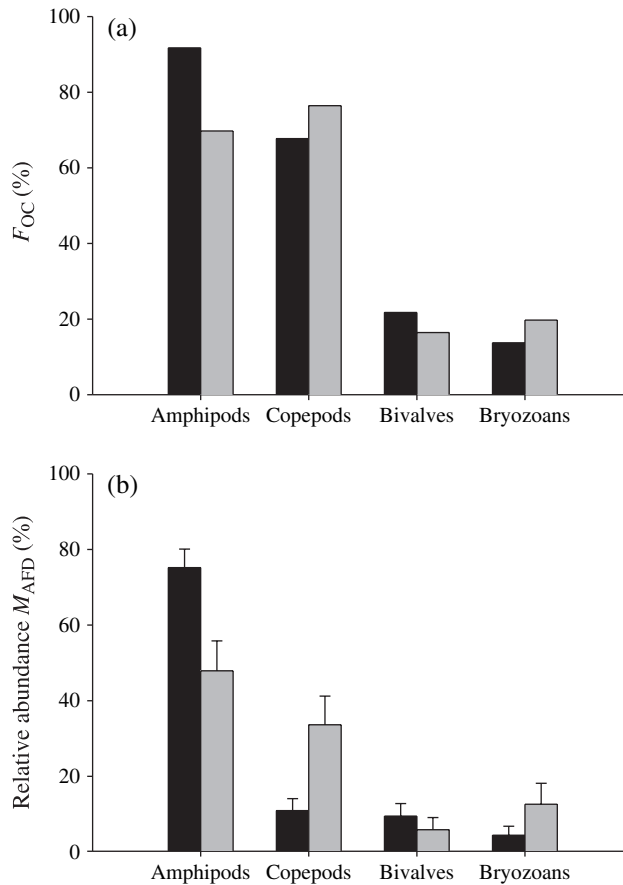 100
(a)
80
60
40
20
0
F_OC (%)
Amphipods Copepods Bivalves Bryozoans
100
(b)
80
60
40
20
0
Relative abundance M_AFD (%)
Amphipods Copepods Bivalves Bryozoans